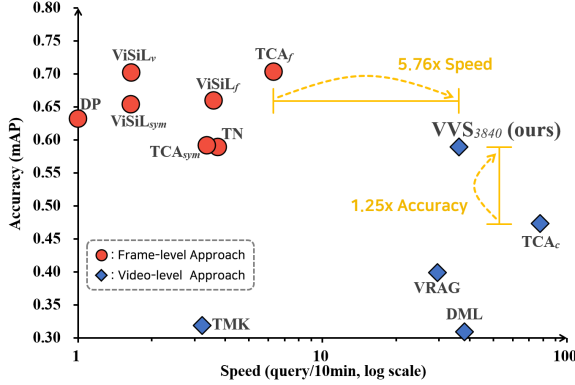 0.80
0.70
0.65
0.60
0.55
0.50
0.45
0.40
0.35
0.30
Accuracy (mAP)
ViSiLv
TCAf
5.76x Speed
ViSiLf
DP
ViSiLsym
TN
TCAsym
VVS3840 (ours)
1.25x Accuracy
TCAc
: Frame-level Approach
: Video-level Approach
VRAG
DML
TMK
1 10 100
Speed (query/10min, log scale)